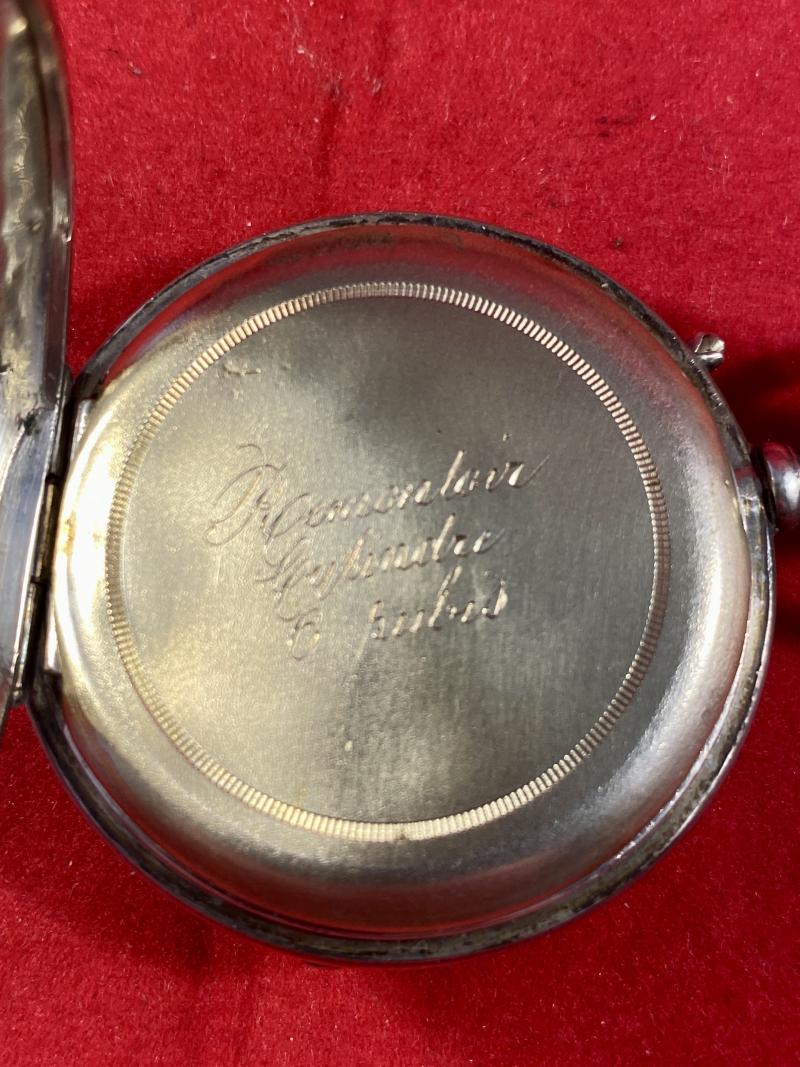 Remontoir
Cylindre
6 rubis